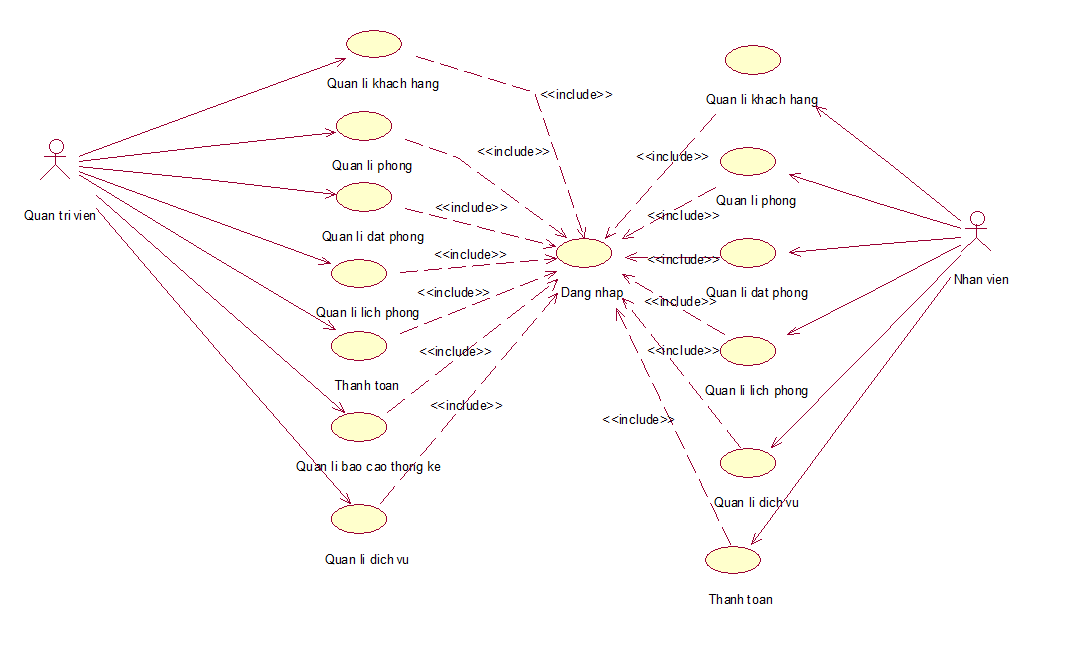 Quan li khach hang
<<include>>
Quan li khach hang
<<include>>
<<include>>
Quan li phong
Quan li phong
Quan tri vien
<<include>>
<<include>>
Quan li dat phong
<<include>>
<<include>>
Nhan vien
Dang nhap
Quan li dat phong
<<include>>
<<include>>
Quan li lich phong
<<include>>
<<include>>
Thanh toan
Quan li lich phong
<<include>>
<<include>>
Quan li bao cao thong ke
Quan li dich vu
Quan li dich vu
Thanh toan